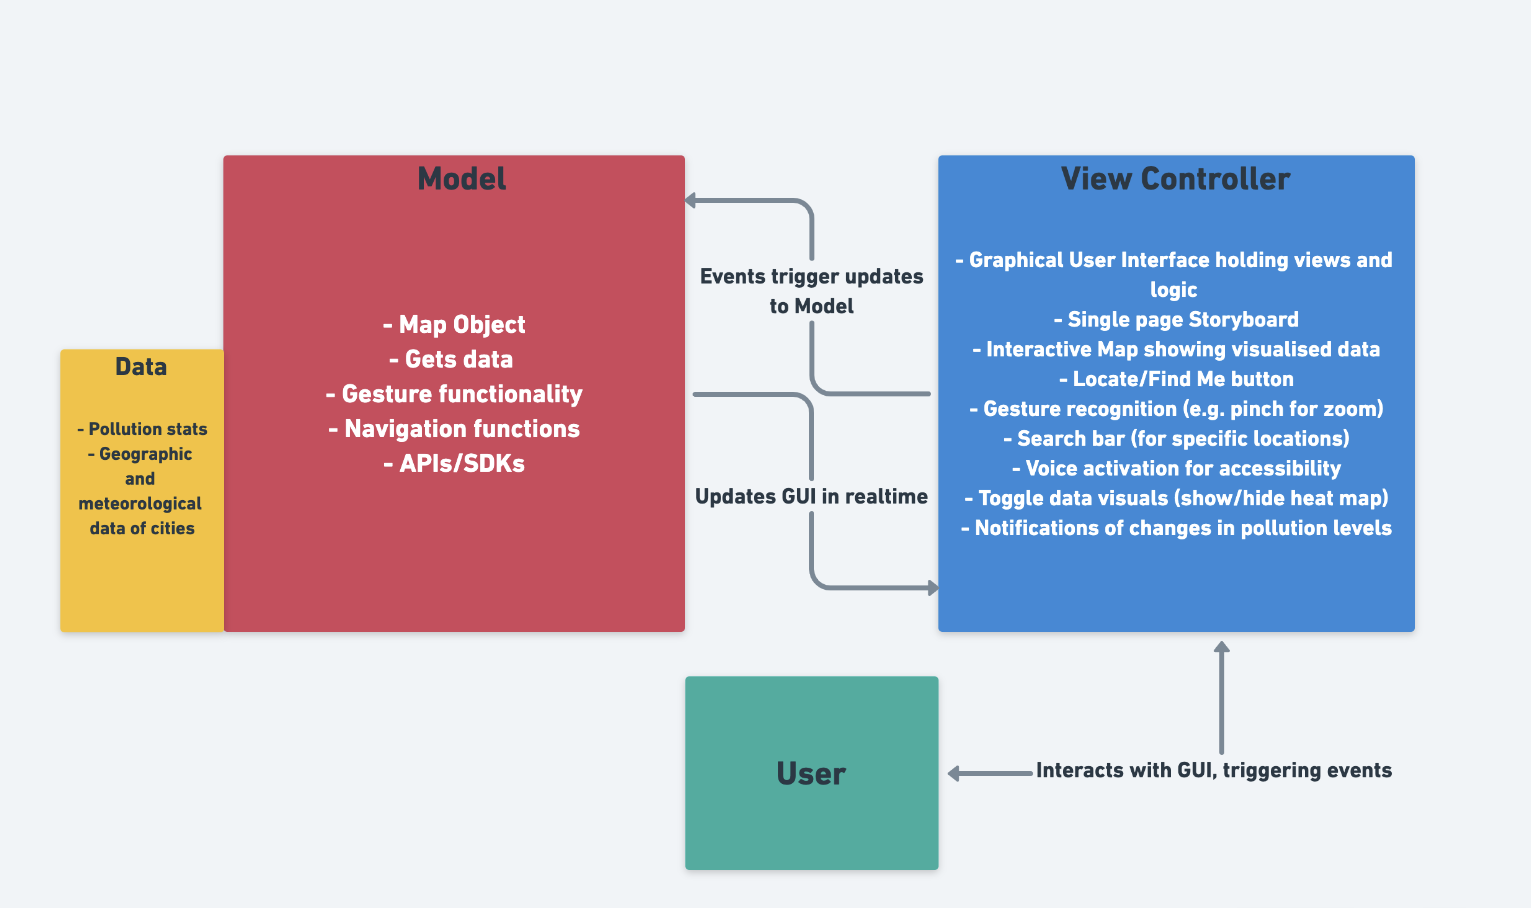 Model
- Map Object
- Gets data
- Gesture functionality
- Navigation functions
- APIs/SDKs
Data
- Pollution stats
- Geographic
and
meteorological
data of cities
Events trigger updates
to Model
Updates GUI in realtime
View Controller
- Graphical User Interface holding views and
logic
- Single page Storyboard
- Interactive Map showing visualised data
- Locate/Find Me button
- Gesture recognition (e.g. pinch for zoom)
- Search bar (for specific locations)
- Voice activation for accessibility
- Toggle data visuals (show/hide heat map)
- Notifications of changes in pollution levels
User
Interacts with GUI, triggering events